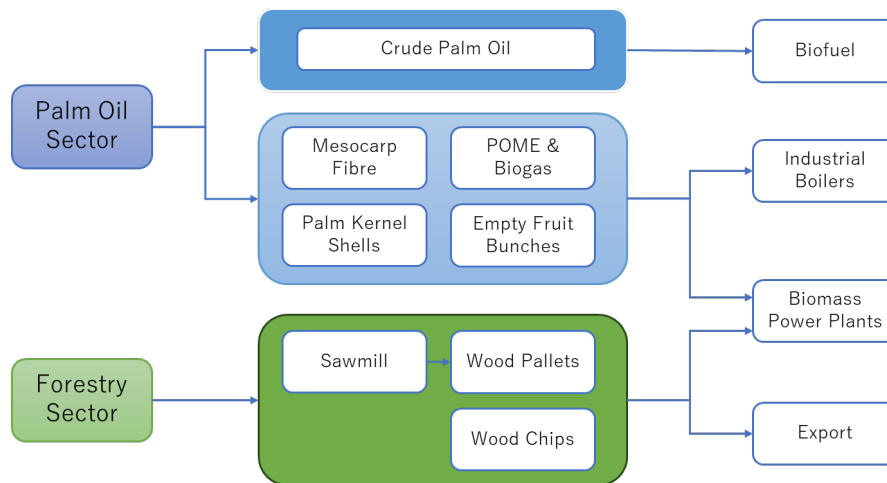 Crude Palm Oil
Biofuel
Palm Oil
Sector
Mesocarp
Fibre
POME &
Biogas
Industrial
Boilers
Palm Kernel
Shells
Empty Fruit
Bunches
Biomass
Power Plants
Sawmill
Wood Pallets
Forestry
Sector
Wood Chips
Export